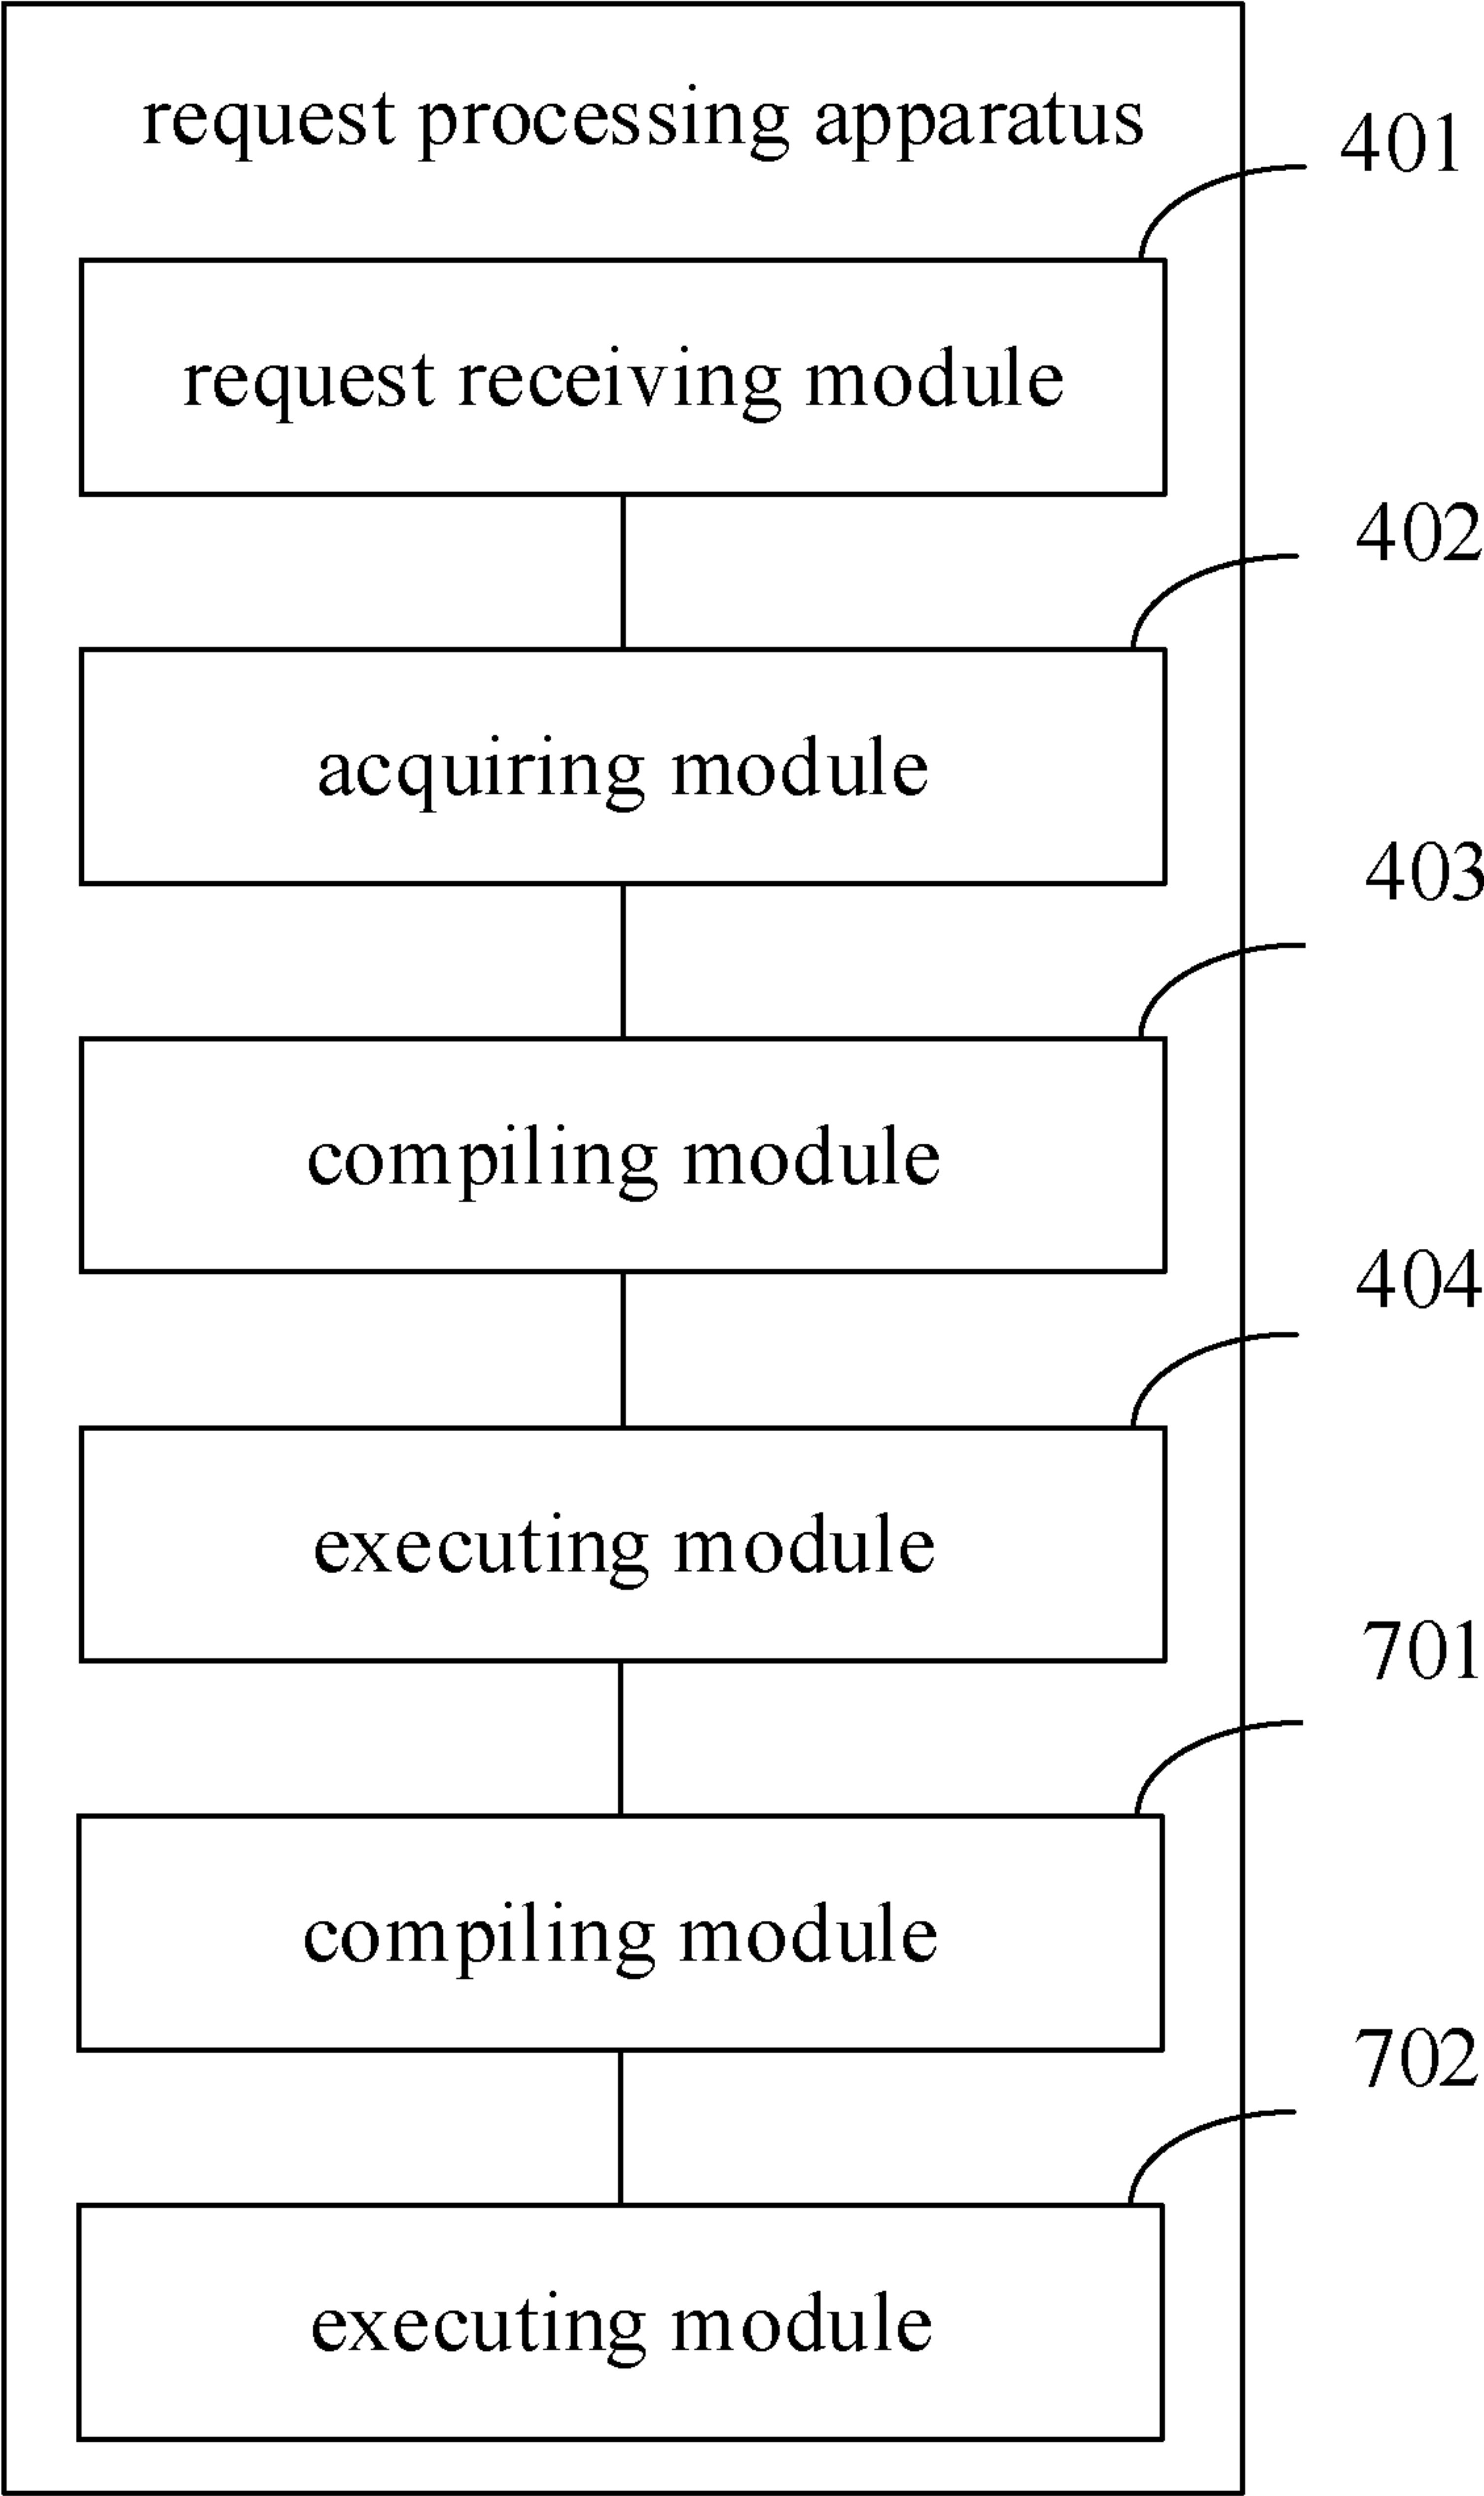 request processing apparatus
401
request receiving module
402
acquiring module
403
compiling module
404
executing module
701
compiling module
702
executing module